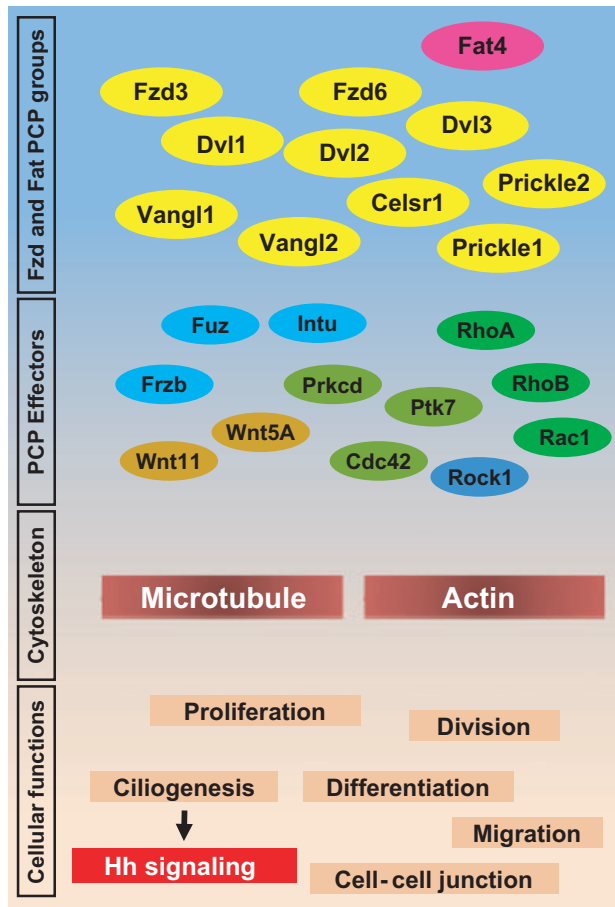 Fzd and Fat PCP groups
Fat4
Fzd3
Fzd6
Dvl1
Dvl2
Dvl3
Prickle2
Vangl1
Celsr1
Vangl2
Prickle1
PCP Effectors
Fuz
Intu
RhoA
Frzb
Prkcd
RhoB
Ptk7
Wnt5A
Rac1
Wnt11
Cdc42
Rock1
Cytoskeleton
Microtubule
Actin
Cellular functions
Proliferation
Division
Ciliogenesis
Differentiation
Migration
Hh signaling
Cell-cell junction